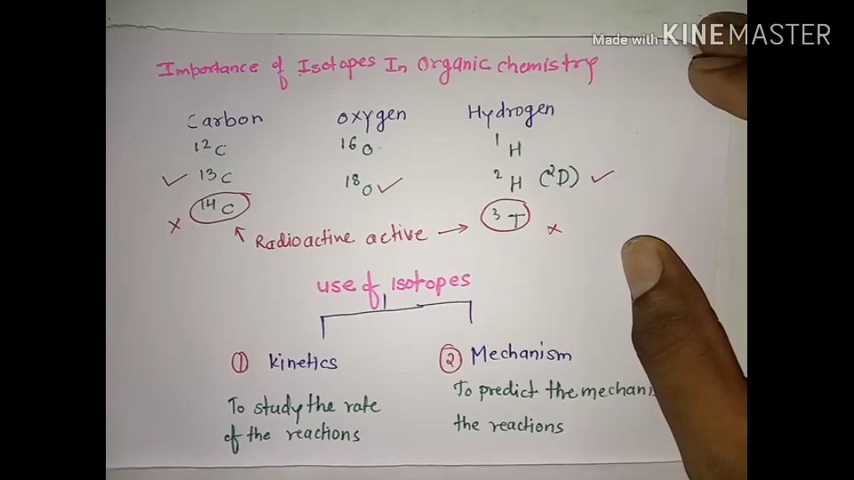 Made with KINEMASTER
Importance of Isotopes In Organic chemistry
Carbon Oxygen Hydrogen
12C 16O 1H
✓ 13C 18O ✓ 2H (2D) ✓
x 14C 3T x
Radioactive active
use of isotopes
① Kinetics ② Mechanism
To study the rate To predict the mechanis
of the reactions the reactions